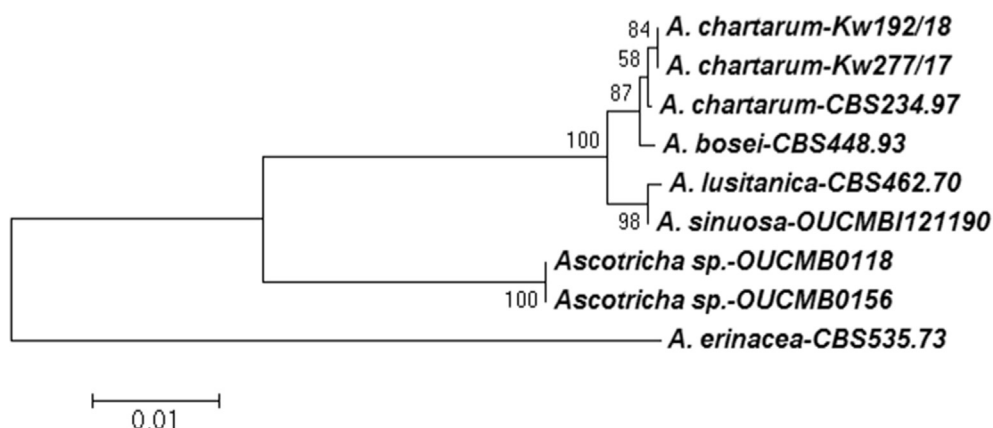 84
A. chartarum-Kw192/18
58
A. chartarum-Kw277/17
87
A. chartarum-CBS234.97
100
A. bosei-CBS448.93
A. lusitanica-CBS462.70
98
A. sinuosa-OUCMBI121190
Ascotricha sp.-OUCMB0118
100
Ascotricha sp.-OUCMB0156
A. erinacea-CBS535.73
0.01